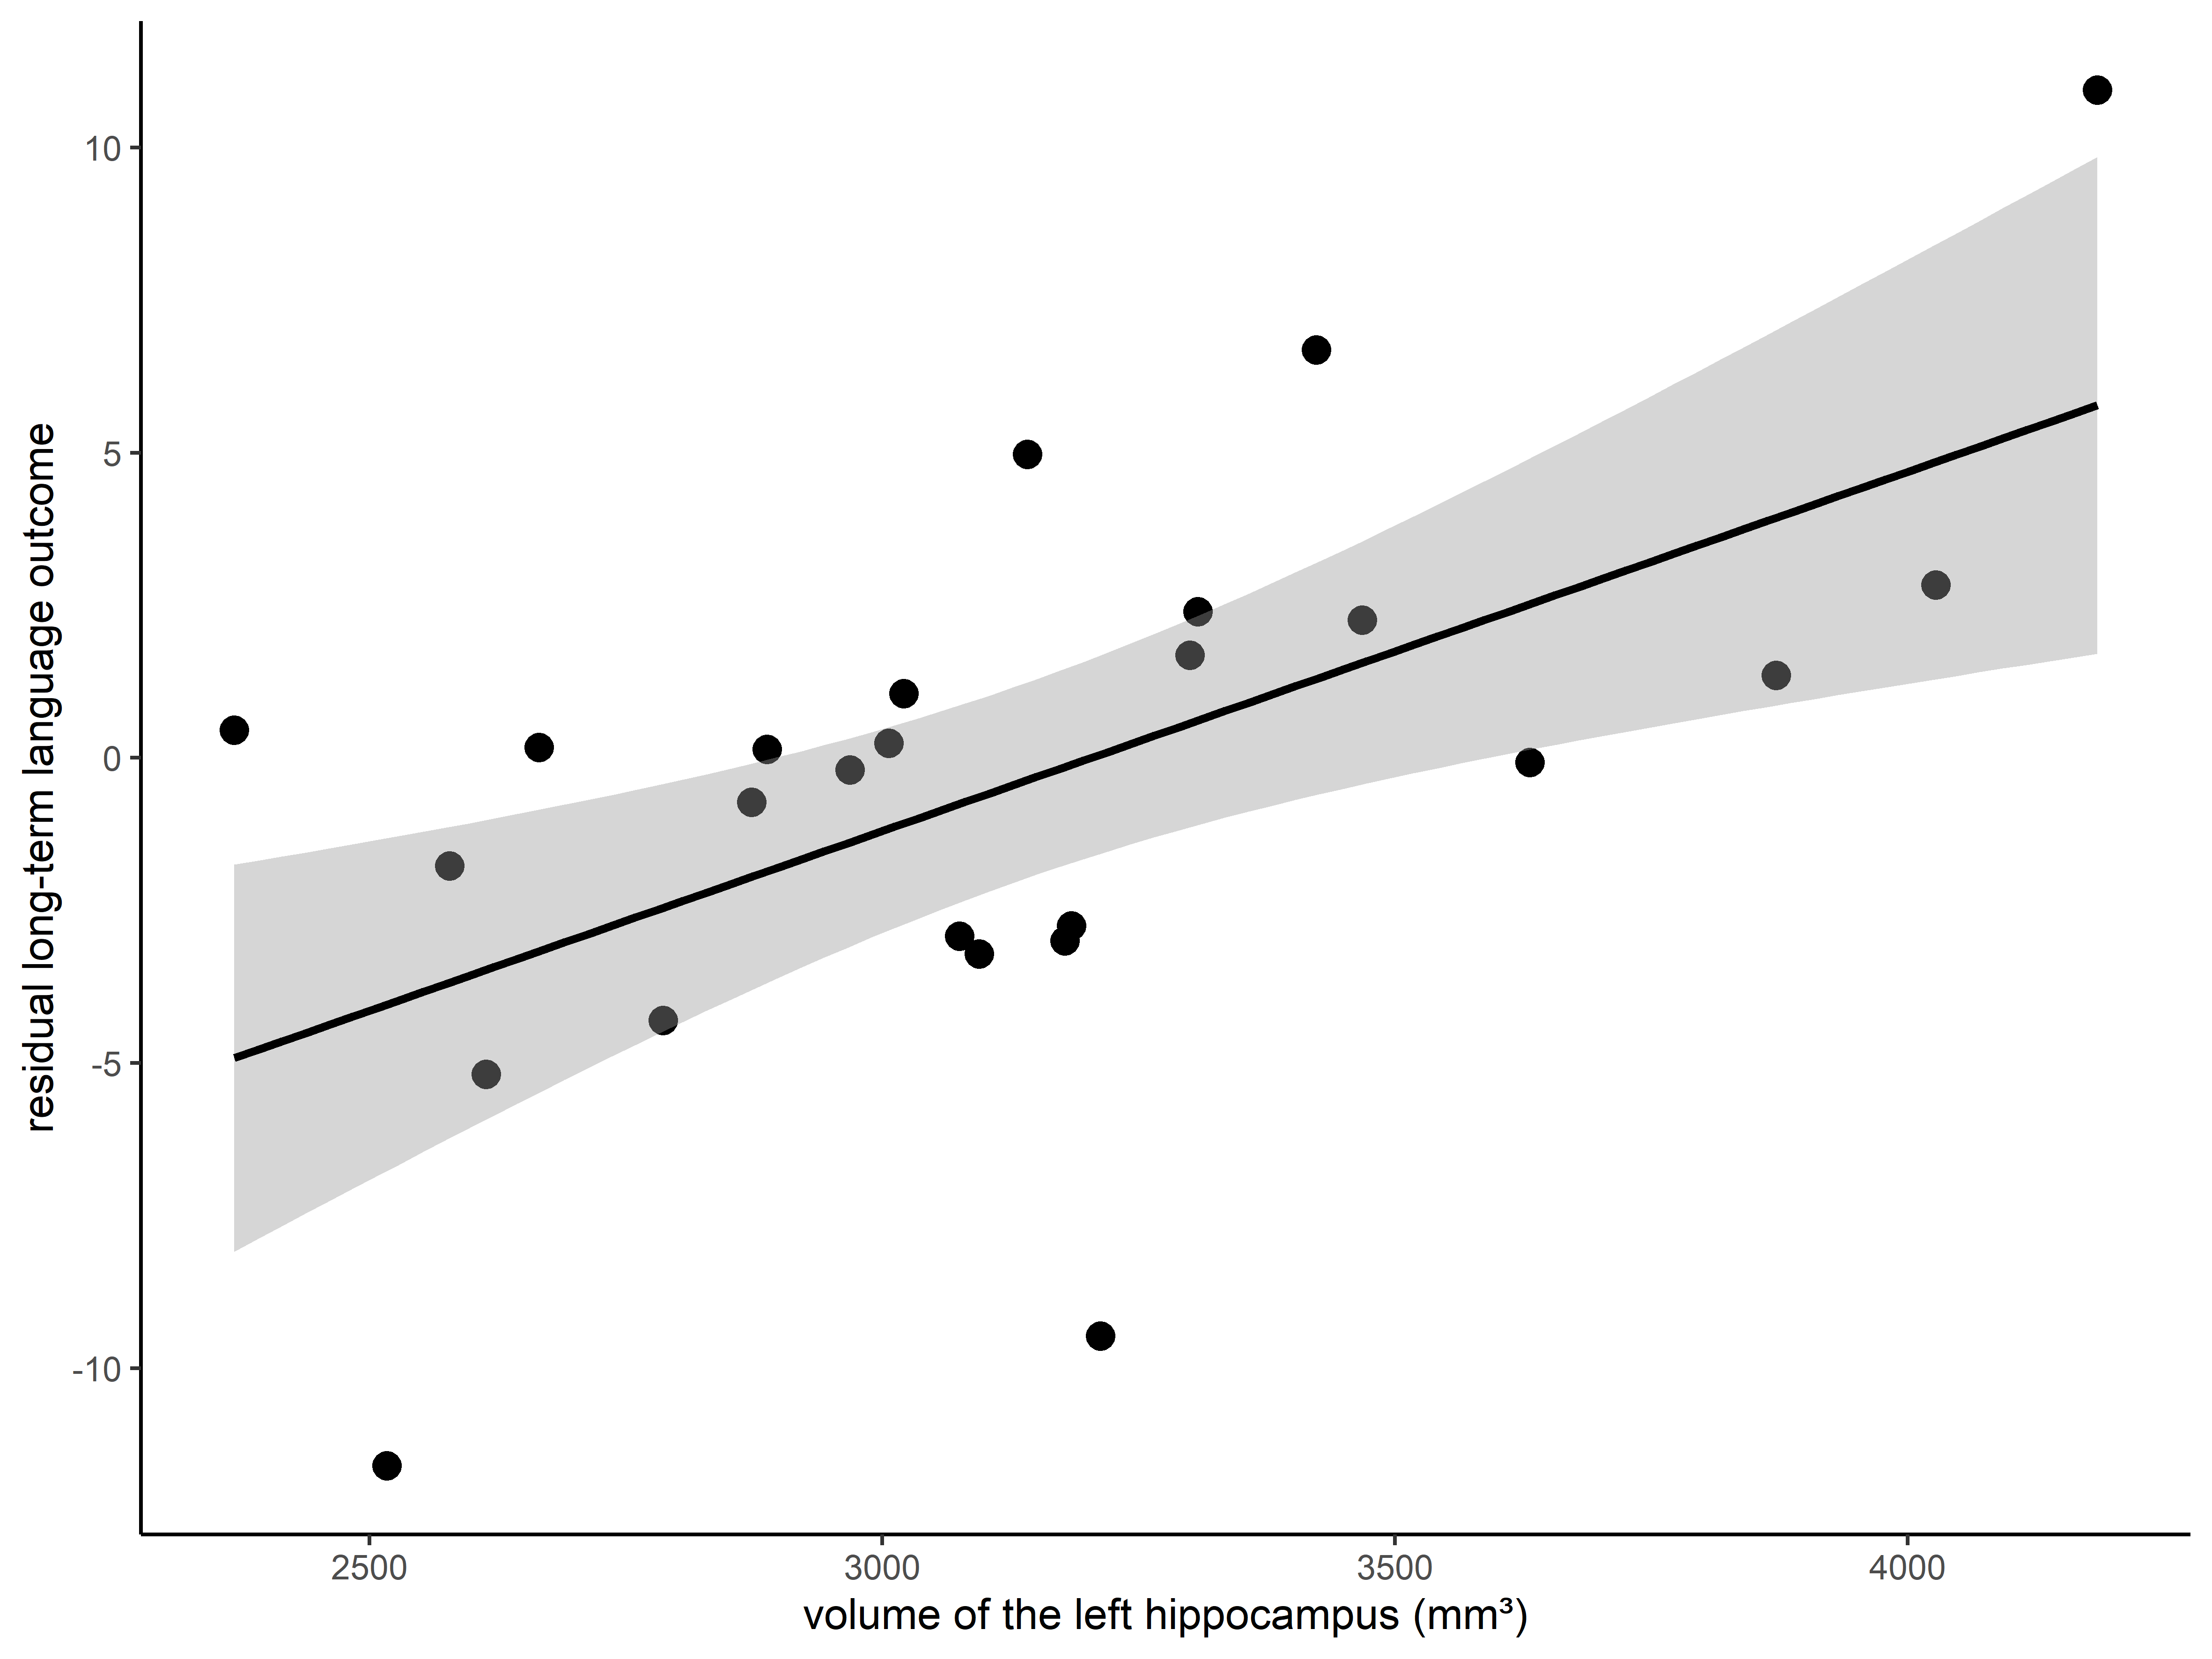 residual long-term language outcome
10
5
0
-5
-10
2500 3000 3500 4000
volume of the left hippocampus (mm³)